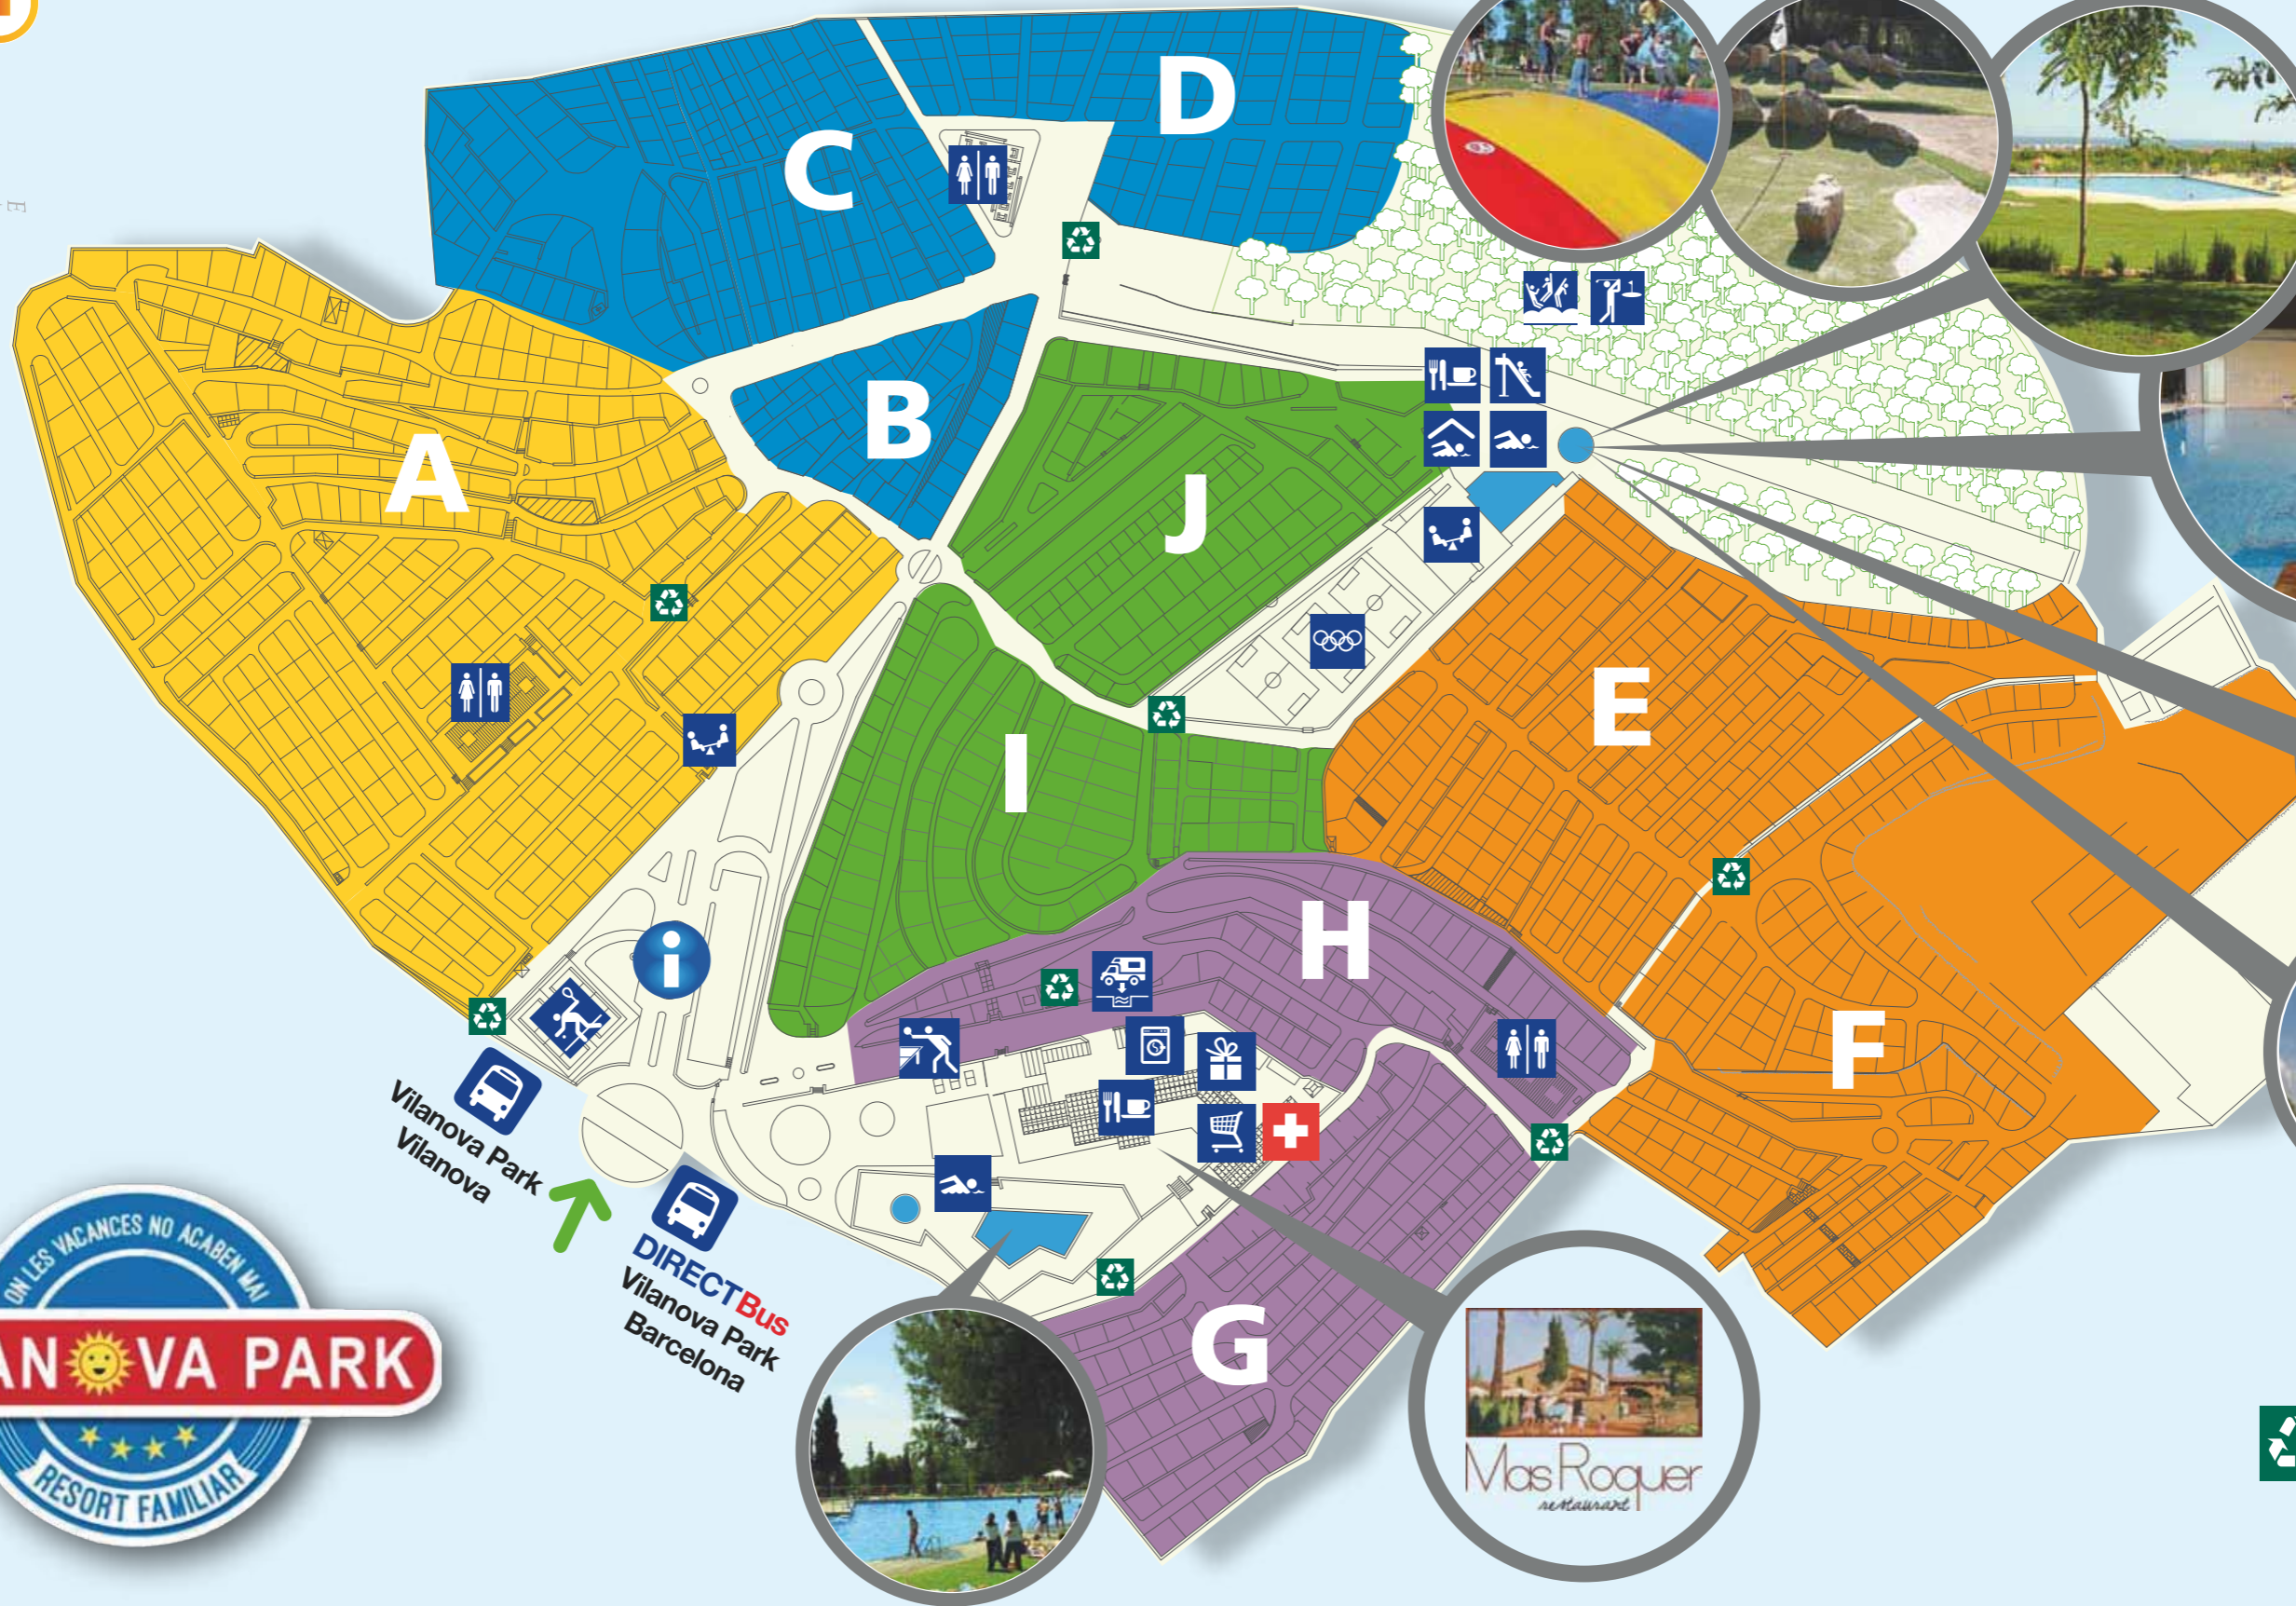 E
D
C
B
A
J
E
I
H
F
G
i
Vilanova Park
Vilanova
DIRECTBus
Vilanova Park
Barcelona
ON LES VACANCES NO ACABEN MAI
VA PARK
RESORT FAMILIAR
Mas Roquer
restaurant